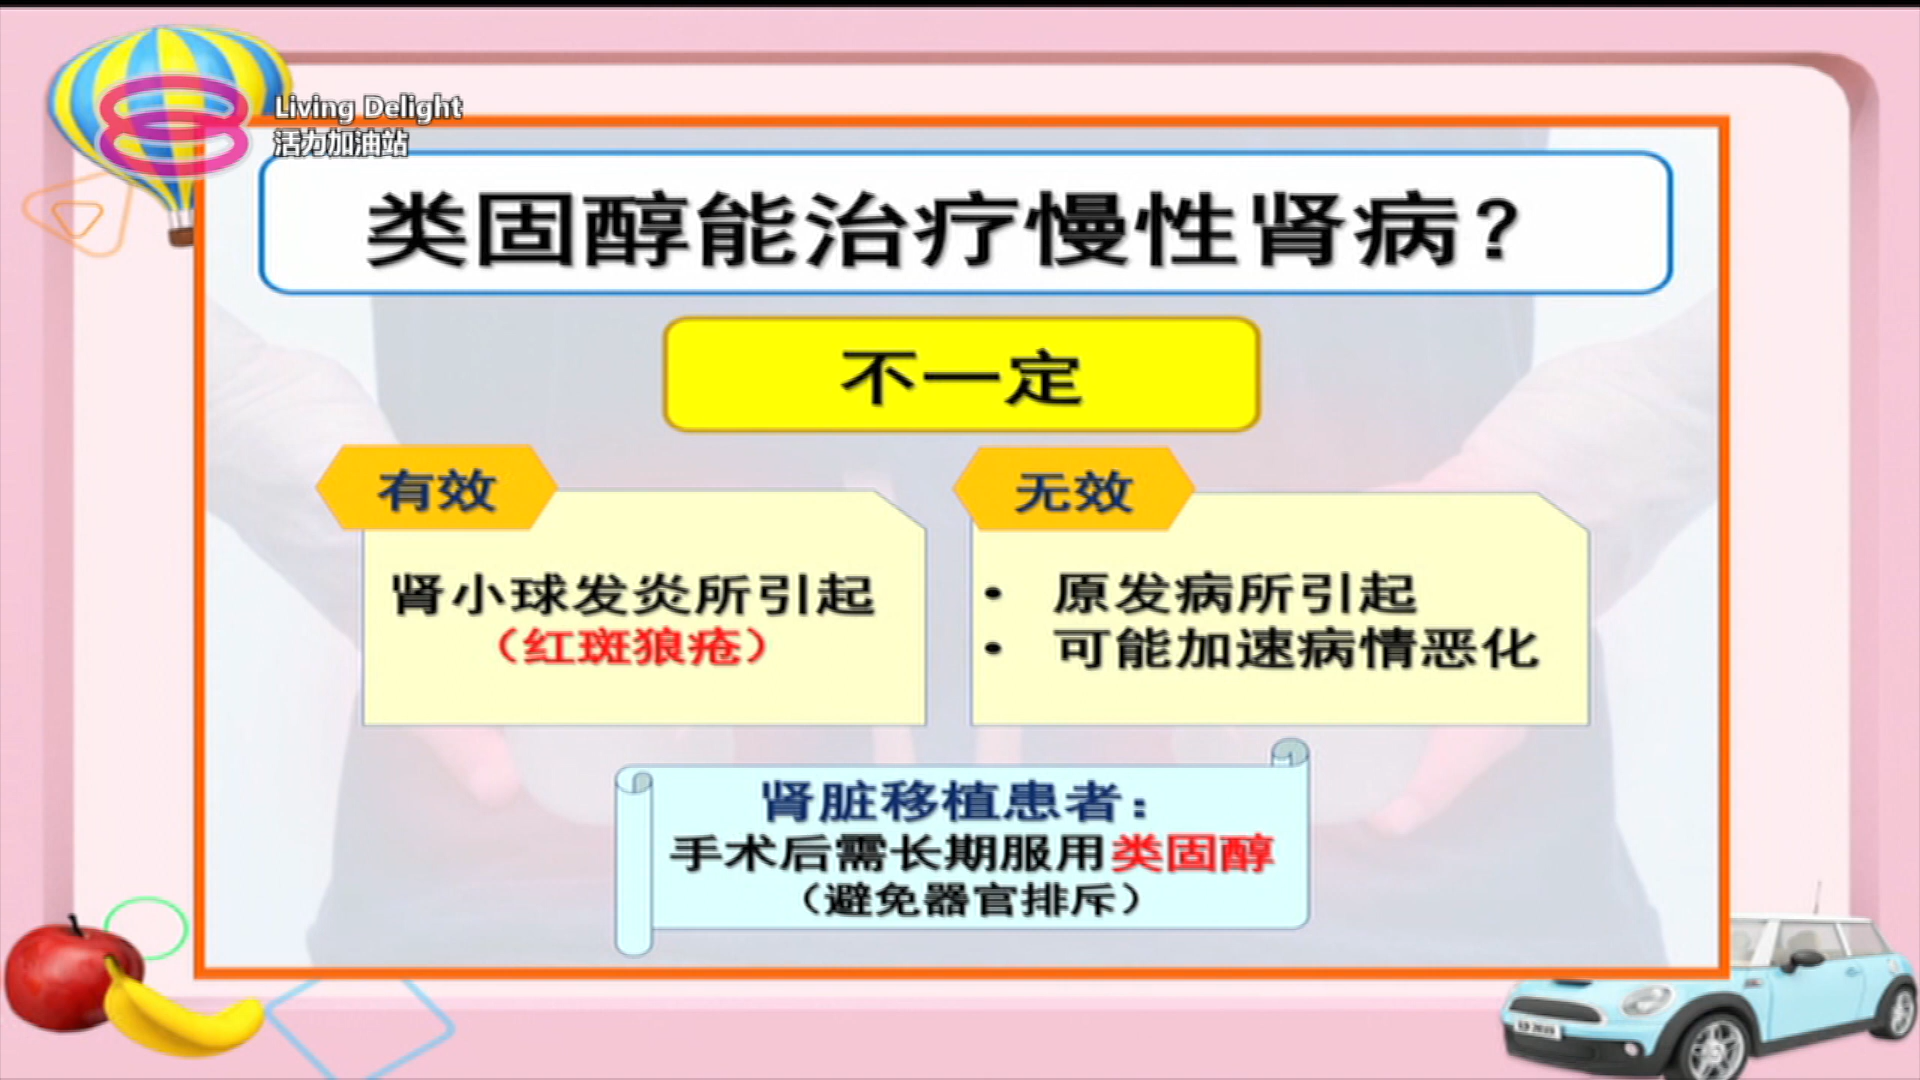 Living Delight
活力加油站
类固醇能治疗慢性肾病？
不一定
有效
肾小球发炎所引起
（红斑狼疮）
无效
• 原发病所引起
• 可能加速病情恶化
肾脏移植患者：
手术后需长期服用类固醇
（避免器官排斥）